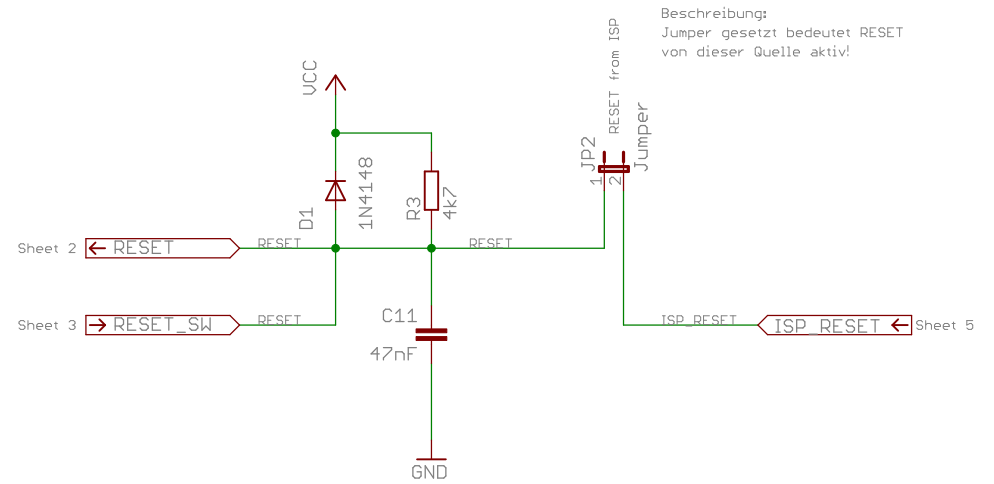 Beschreibung:
Jumper gesetzt bedeutet RESET
von dieser Quelle aktiv!
RESET from ISP
VCC
JP2
Jumper
1
2
D1
1N4148
R3
4k7
Sheet 2
RESET
RESET
RESET
Sheet 3
RESET_SW
RESET
C11
47nF
ISP_RESET
ISP_RESET
Sheet 5
GND